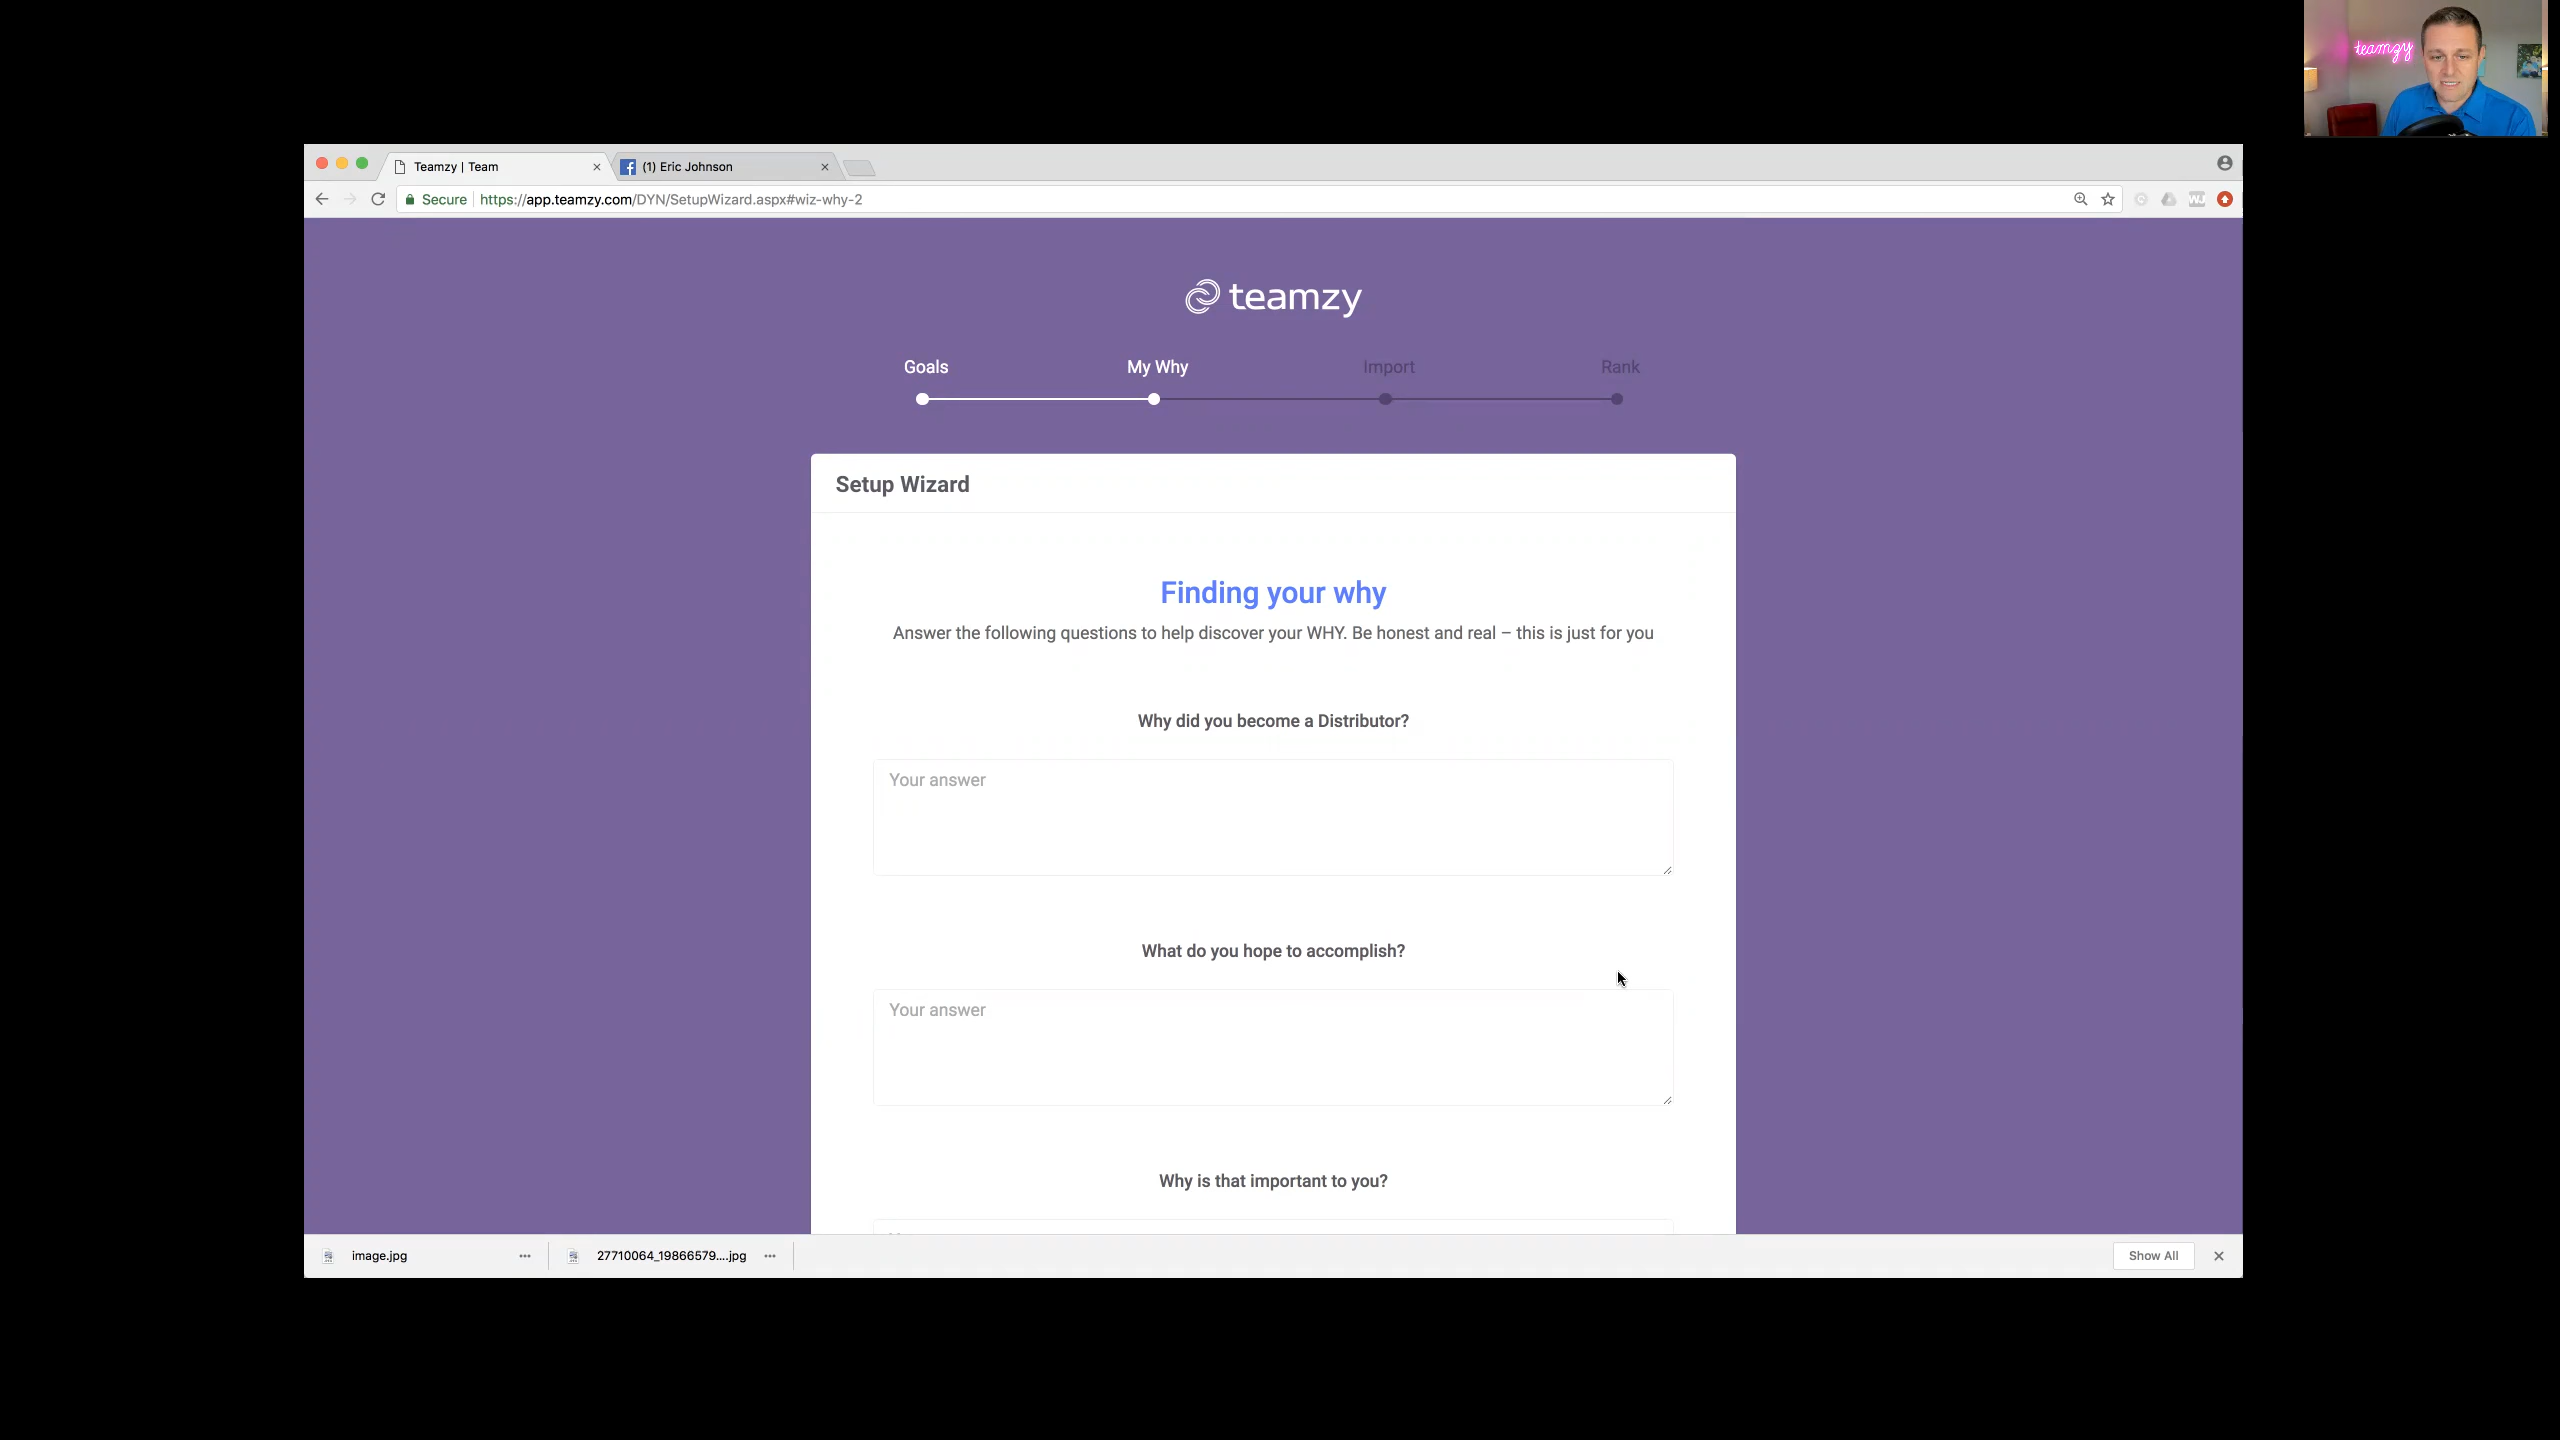 teamzy
Teamzy | Team
(1) Eric Johnson
Secure
https://app.teamzy.com/DYN/SetupWizard.aspx#wiz-why-2
teamzy
Goals
My Why
Import
Rank
Setup Wizard
Finding your why
Answer the following questions to help discover your WHY. Be honest and real – this is just for you
Why did you become a Distributor?
Your answer
What do you hope to accomplish?
Your answer
Why is that important to you?
image.jpg
27710064_19866579....jpg
Show All